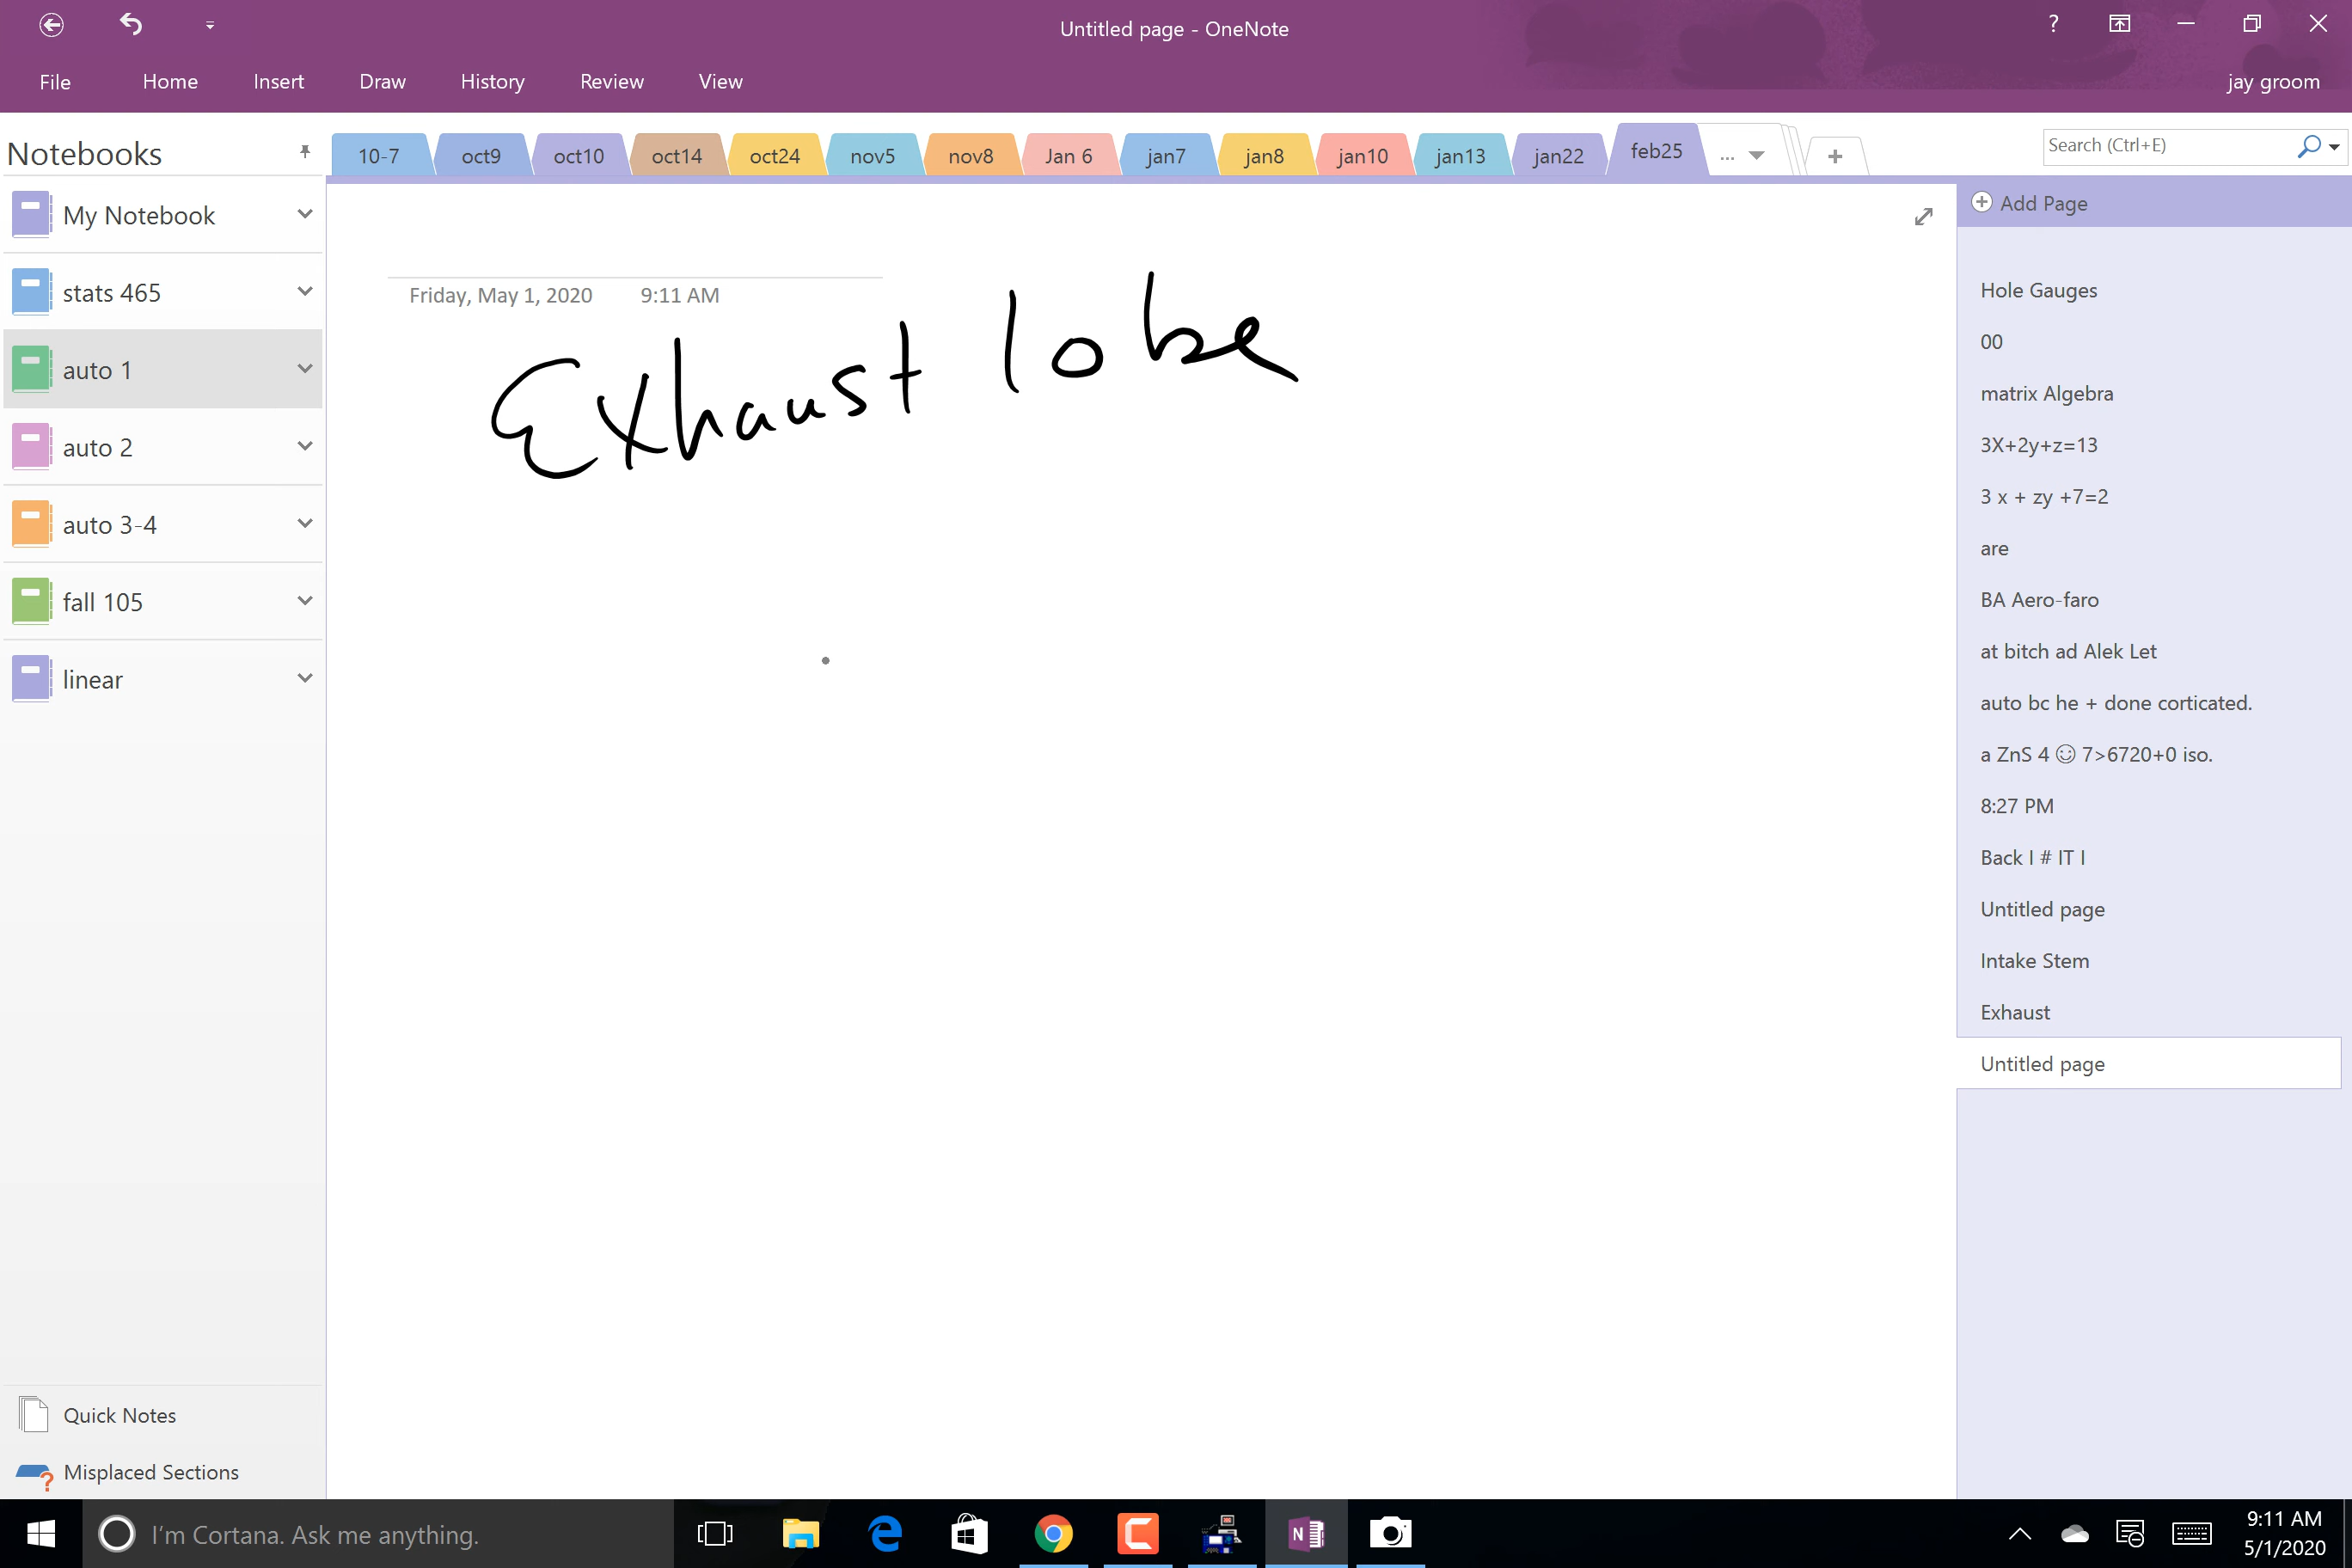 Untitled page - OneNote
?
File Home Insert Draw History Review View
jay groom
Notebooks
10-7 oct9 oct10 oct14 oct24 nov5 nov8 Jan 6 jan7 jan8 jan10 jan13 jan22 feb25 ... +
Search (Ctrl+E)
My Notebook
stats 465
auto 1
auto 2
auto 3-4
fall 105
linear
Quick Notes
Misplaced Sections
Friday, May 1, 2020 9:11 AM
Exhaust lobe
Add Page
Hole Gauges
00
matrix Algebra
3X+2y+z=13
3 x + zy +7=2
are
BA Aero-faro
at bitch ad Alek Let
auto bc he + done corticated.
a ZnS 4 ☺ 7>6720+0 iso.
8:27 PM
Back I # IT I
Untitled page
Intake Stem
Exhaust
Untitled page
I'm Cortana. Ask me anything.
9:11 AM
5/1/2020